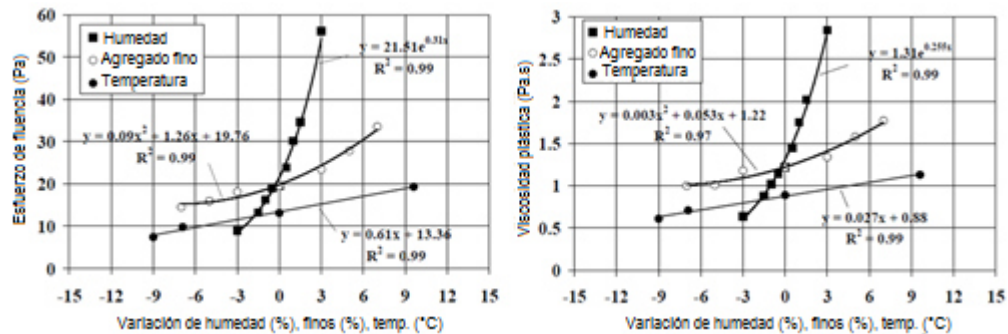 60
50
40
30
20
10
0
Esfuerzo de fluencia (Pa)
Humedad
Agregado fino
Temperatura
y = 21.51e^0.31x
R² = 0.99
y = 0.09x² + 1.26x + 19.76
R² = 0.99
y = 0.61x + 13.36
R² = 0.99
-15 -12 -9 -6 -3 0 3 6 9 12 15
Variación de humedad (%), finos (%), temp. (°C)
3
2.5
2
1.5
1
0.5
0
Viscosidad plástica (Pa.s)
Humedad
Agregado fino
Temperatura
y = 1.31e^0.255x
R² = 0.99
y = 0.003x² + 0.053x + 1.22
R² = 0.97
y = 0.027x + 0.88
R² = 0.99
-15 -12 -9 -6 -3 0 3 6 9 12 15
Variación de humedad (%), finos (%), temp. (°C)